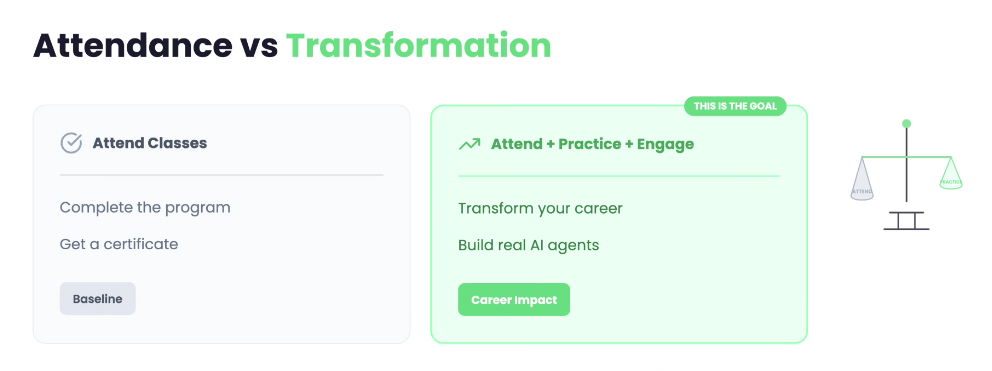 Attendance vs Transformation
THIS IS THE GOAL
Attend Classes
Complete the program
Get a certificate
Baseline
Attend + Practice + Engage
Transform your career
Build real AI agents
Career Impact
ATTEND
PRACTICE